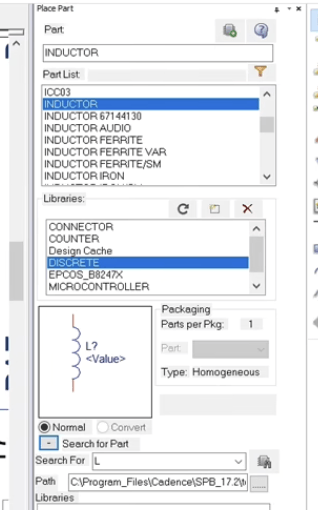 Place Part
Part
INDUCTOR
Part List:
ICC03
INDUCTOR
INDUCTOR 67144130
INDUCTOR AUDIO
INDUCTOR FERRITE
INDUCTOR FERRITE VAR
INDUCTOR FERRITE/SM
INDUCTOR IRON
Libraries:
CONNECTOR
COUNTER
Design Cache
DISCRETE
EPCOS_B8247X
MICROCONTROLLER
L?
<Value>
Packaging
Parts per Pkg: 1
Part:
Type: Homogeneous
Normal Convert
- Search for Part
Search For L
Path C:\Program_Files\Cadence\SPB_17.2\t
...
Libraries